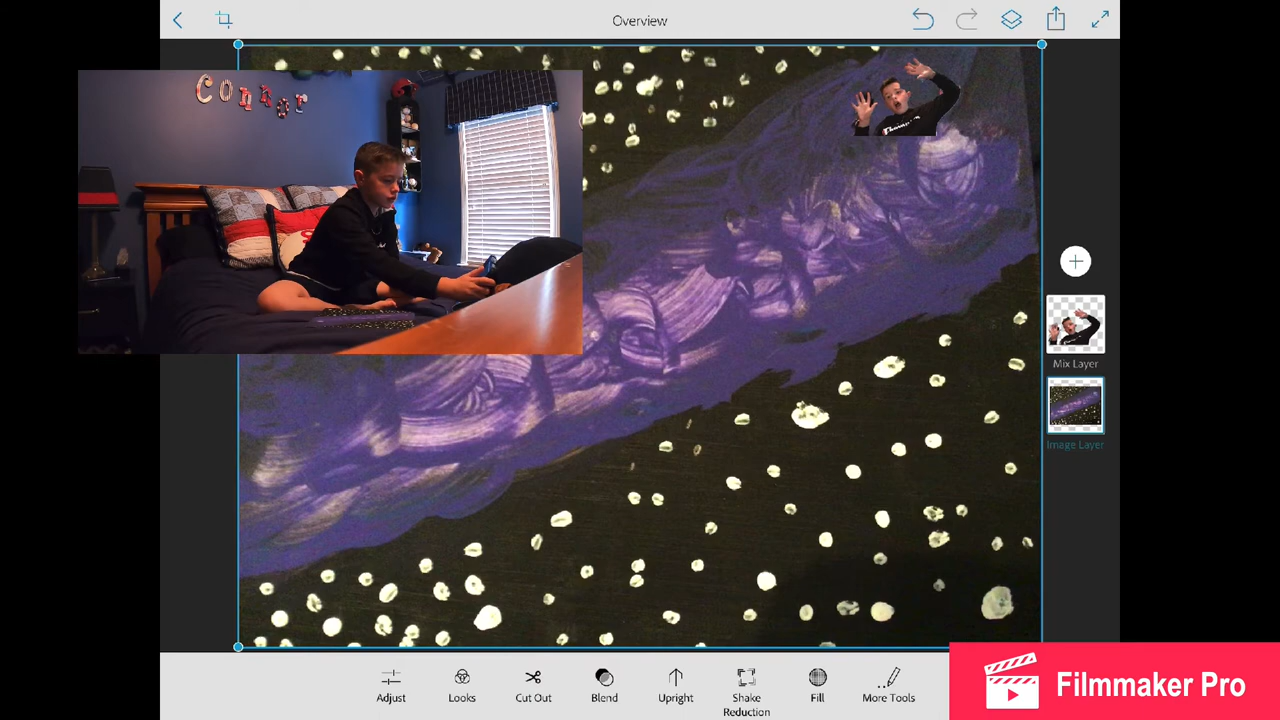 Overview
Connor
Mix Layer
Image Layer
Adjust
Looks
Cut Out
Blend
Upright
Shake
Reduction
Fill
More Tools
Filmmaker Pro